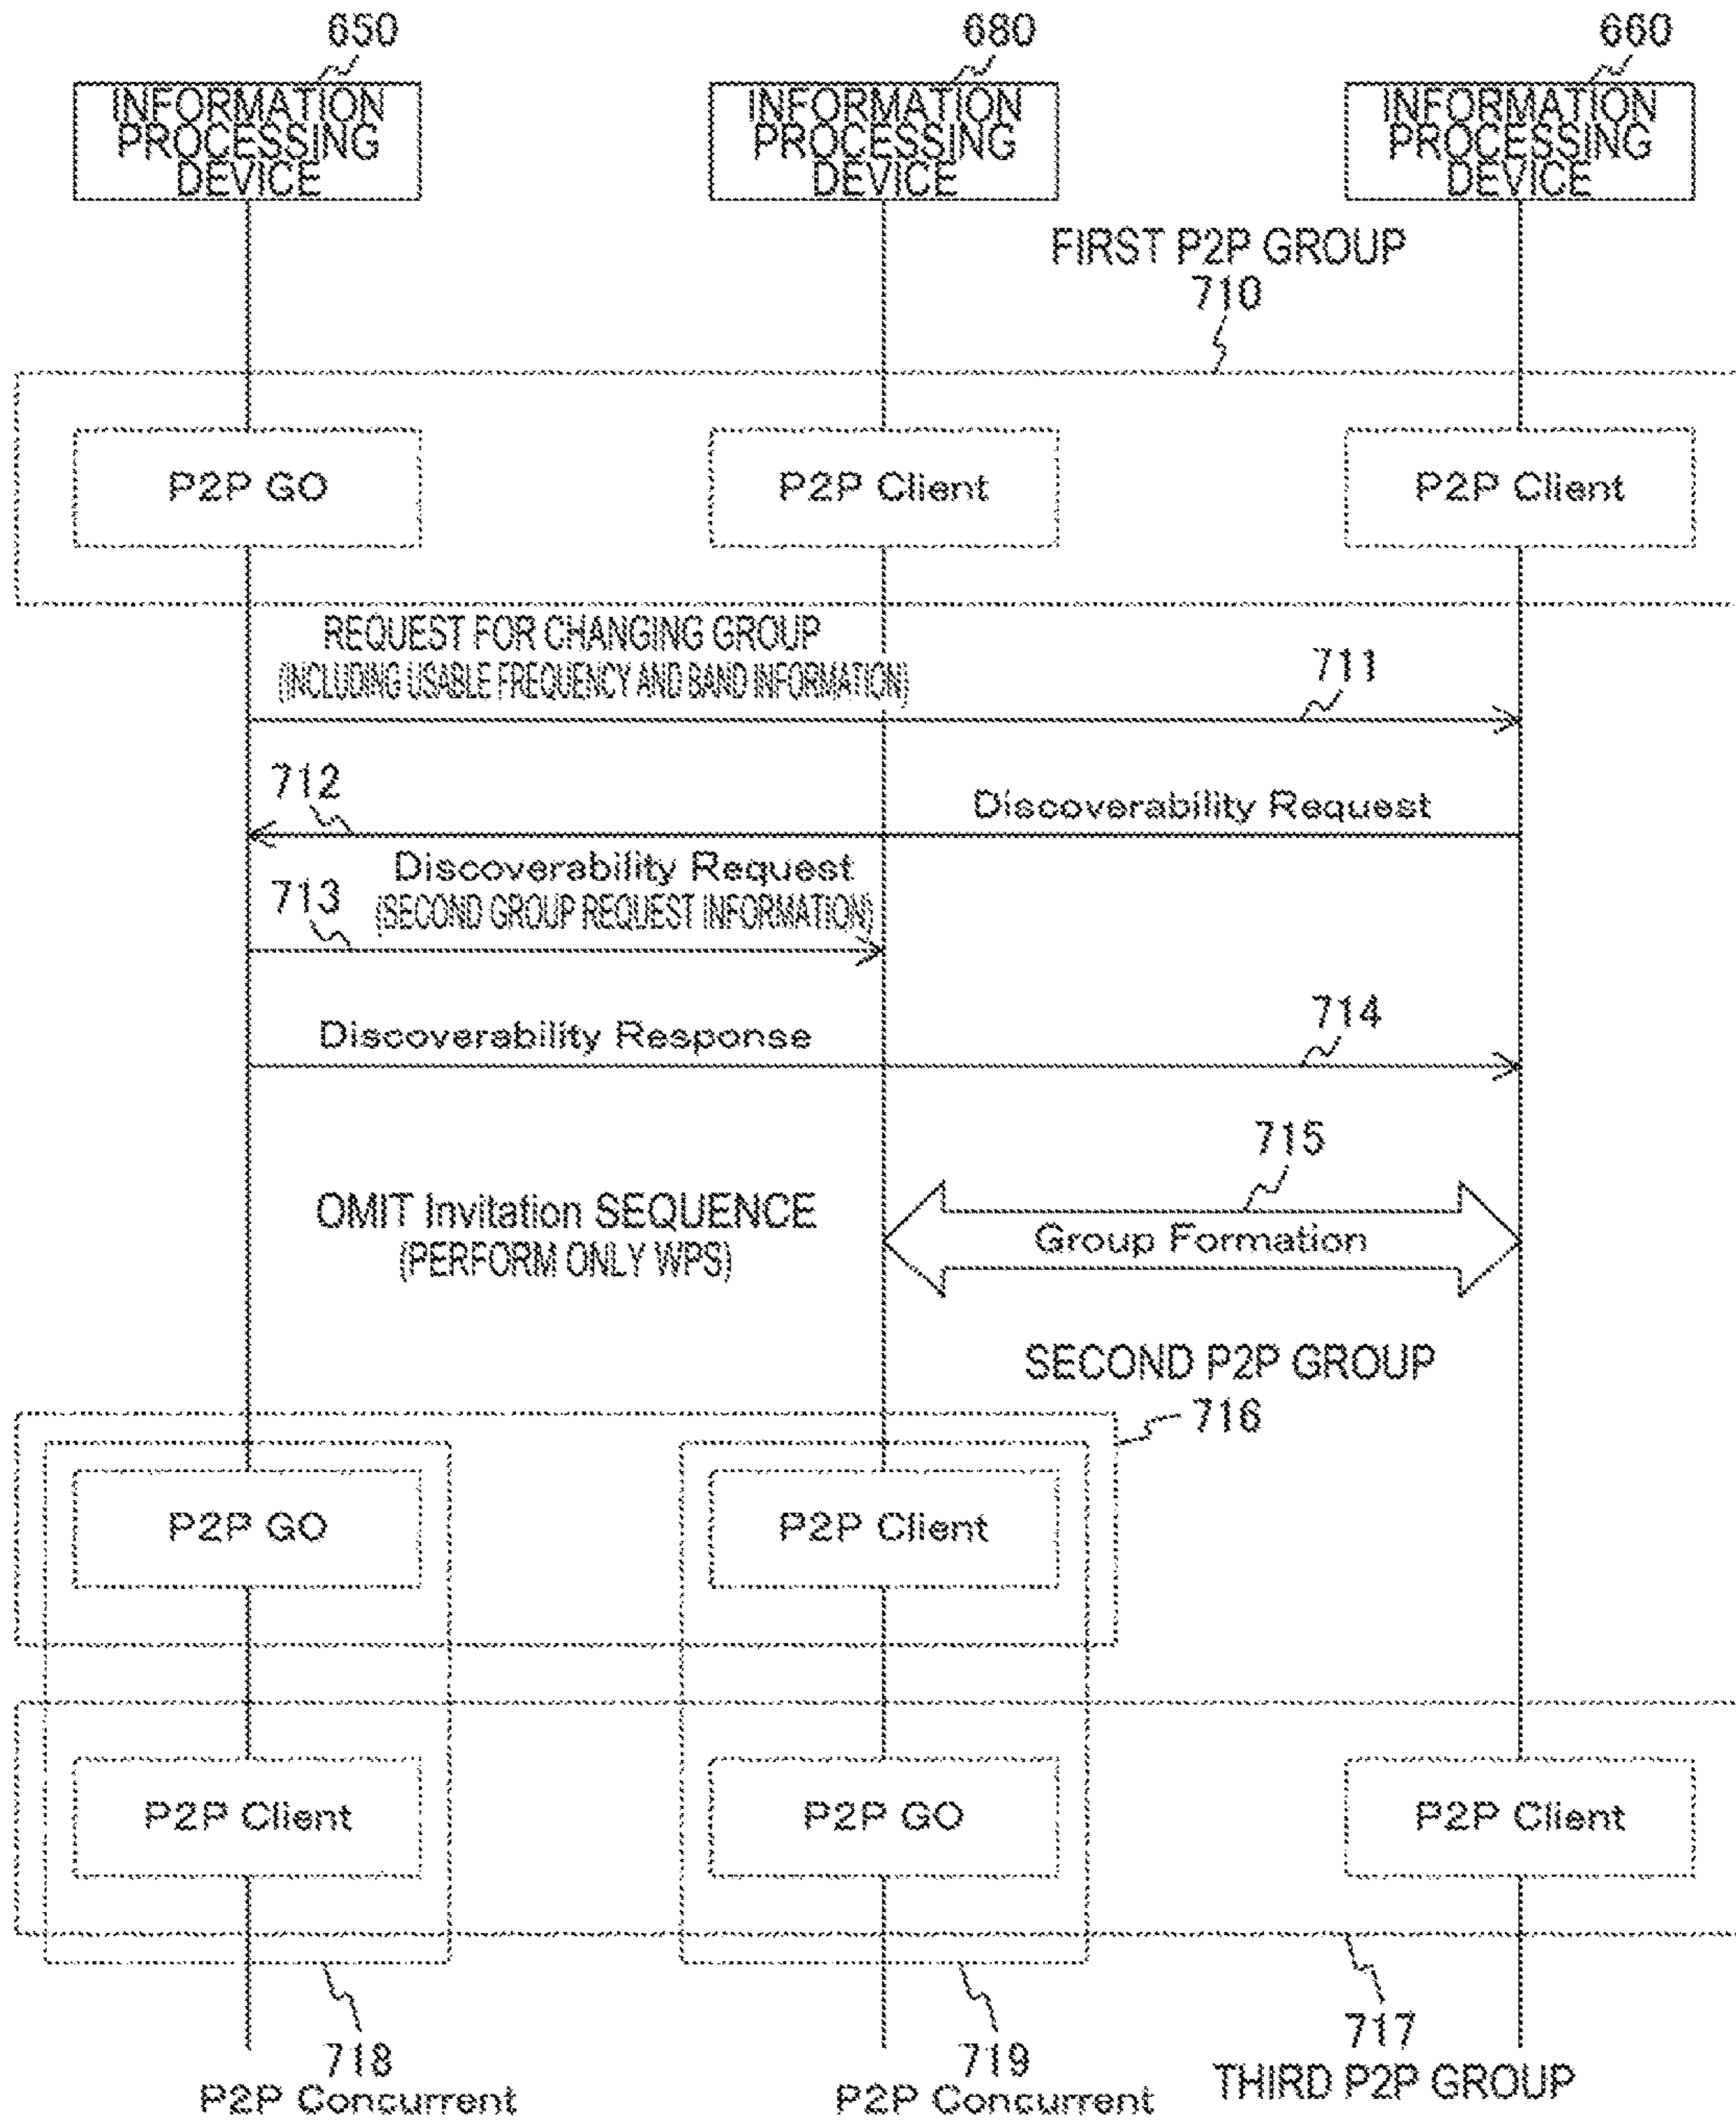 650
680
660
INFORMATION
PROCESSING
DEVICE
INFORMATION
PROCESSING
DEVICE
INFORMATION
PROCESSING
DEVICE
FIRST P2P GROUP
710
P2P GO
P2P Client
P2P Client
REQUEST FOR CHANGING GROUP
(INCLUDING USABLE FREQUENCY AND BAND INFORMATION)
711
712
Discoverability Request
Discoverability Request
713
(SECOND GROUP REQUEST INFORMATION)
714
Discoverability Response
715
OMIT Invitation SEQUENCE
(PERFORM ONLY WPS)
Group Formation
SECOND P2P GROUP
716
P2P GO
P2P Client
P2P Client
P2P GO
P2P Client
718
P2P Concurrent
719
P2P Concurrent
717
THIRD P2P GROUP